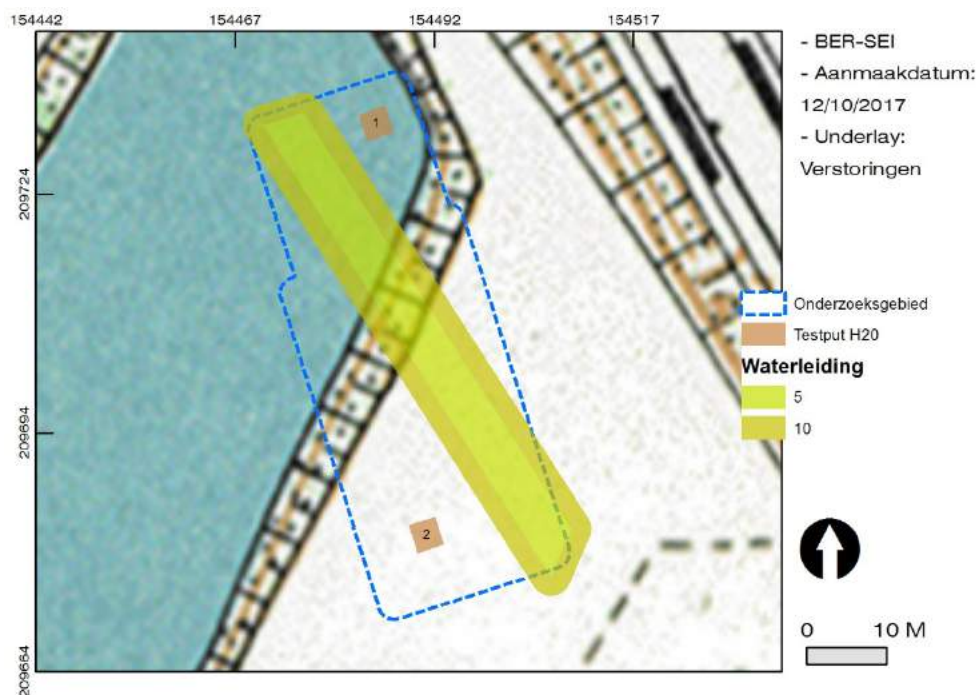 154442
154467
154492
154517
- BER-SEI
- Aanmaakdatum:
12/10/2017
- Underlay:
Verstoringen
209724
209694
209664
1
2
Onderzoeksgebied
Testput H20
Waterleiding
5
10
0
10 M